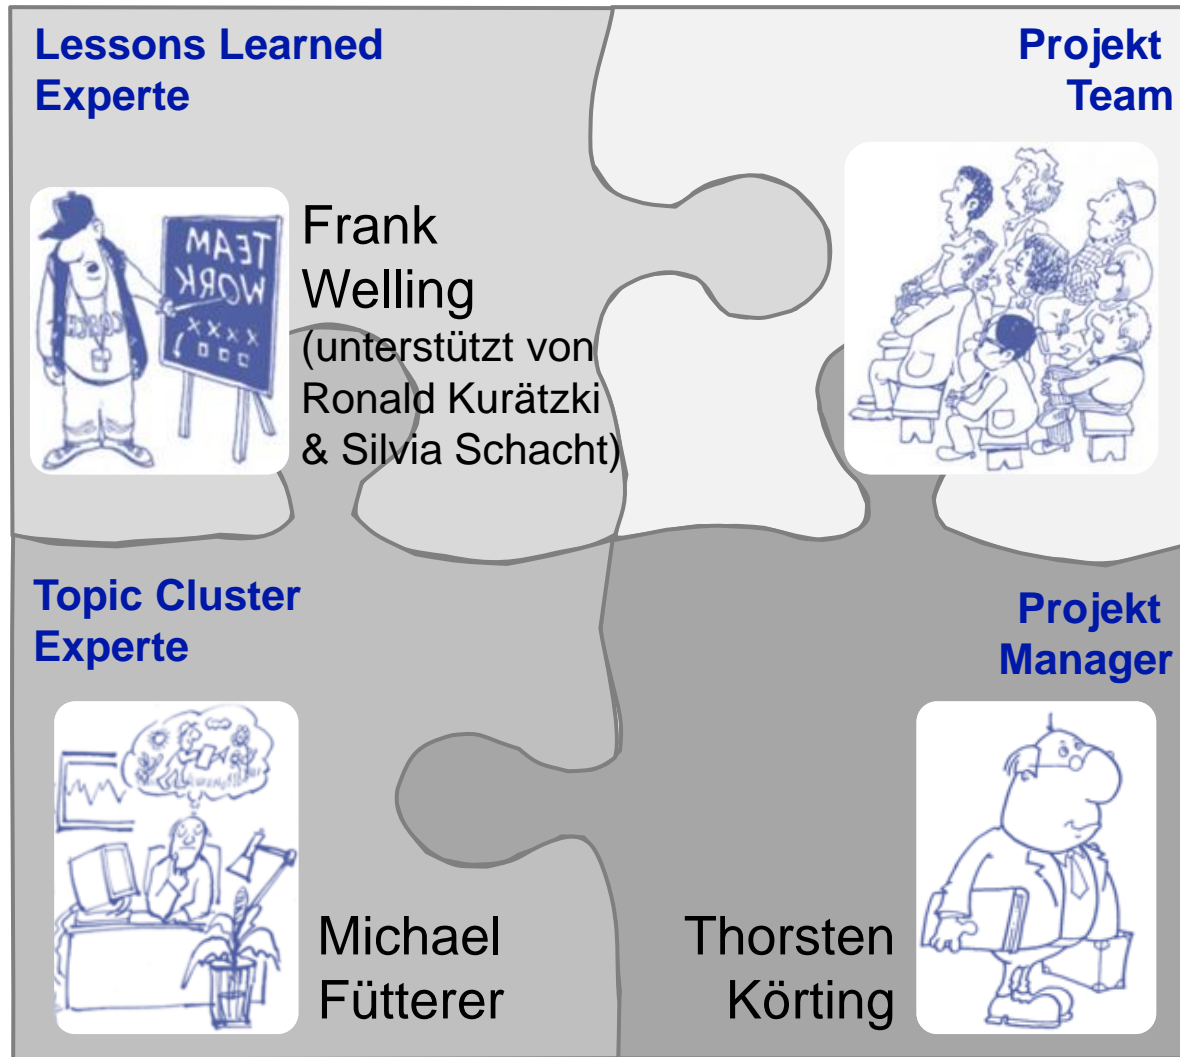 Lessons Learned
Experte
Projekt
Team
TEAM
WORK
COACH
x x x x
Frank
Welling
(unterstützt von
Ronald Kurätzki
& Silvia Schacht)
Topic Cluster
Experte
Michael
Fütterer
Projekt
Manager
Thorsten
Körting